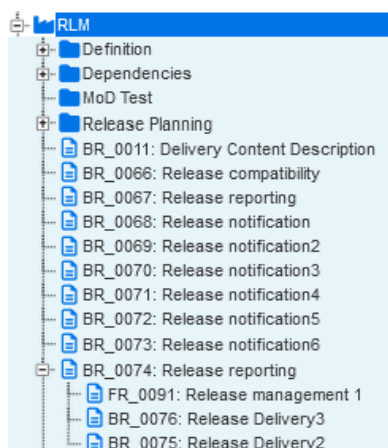 RLM
Definition
Dependencies
MoD Test
Release Planning
BR_0011: Delivery Content Description
BR_0066: Release compatibility
BR_0067: Release reporting
BR_0068: Release notification
BR_0069: Release notification2
BR_0070: Release notification3
BR_0071: Release notification4
BR_0072: Release notification5
BR_0073: Release notification6
BR_0074: Release reporting
FR_0091: Release management 1
BR_0076: Release Delivery3
BR_0075: Release Delivery2